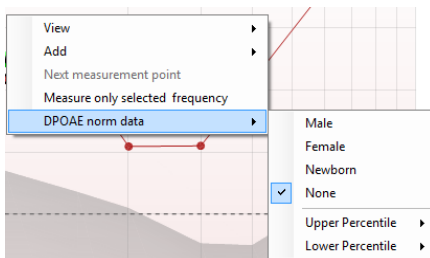 View
Add
Next measurement point
Measure only selected frequency
DPOAE norm data
Male
Female
Newborn
None
Upper Percentile
Lower Percentile